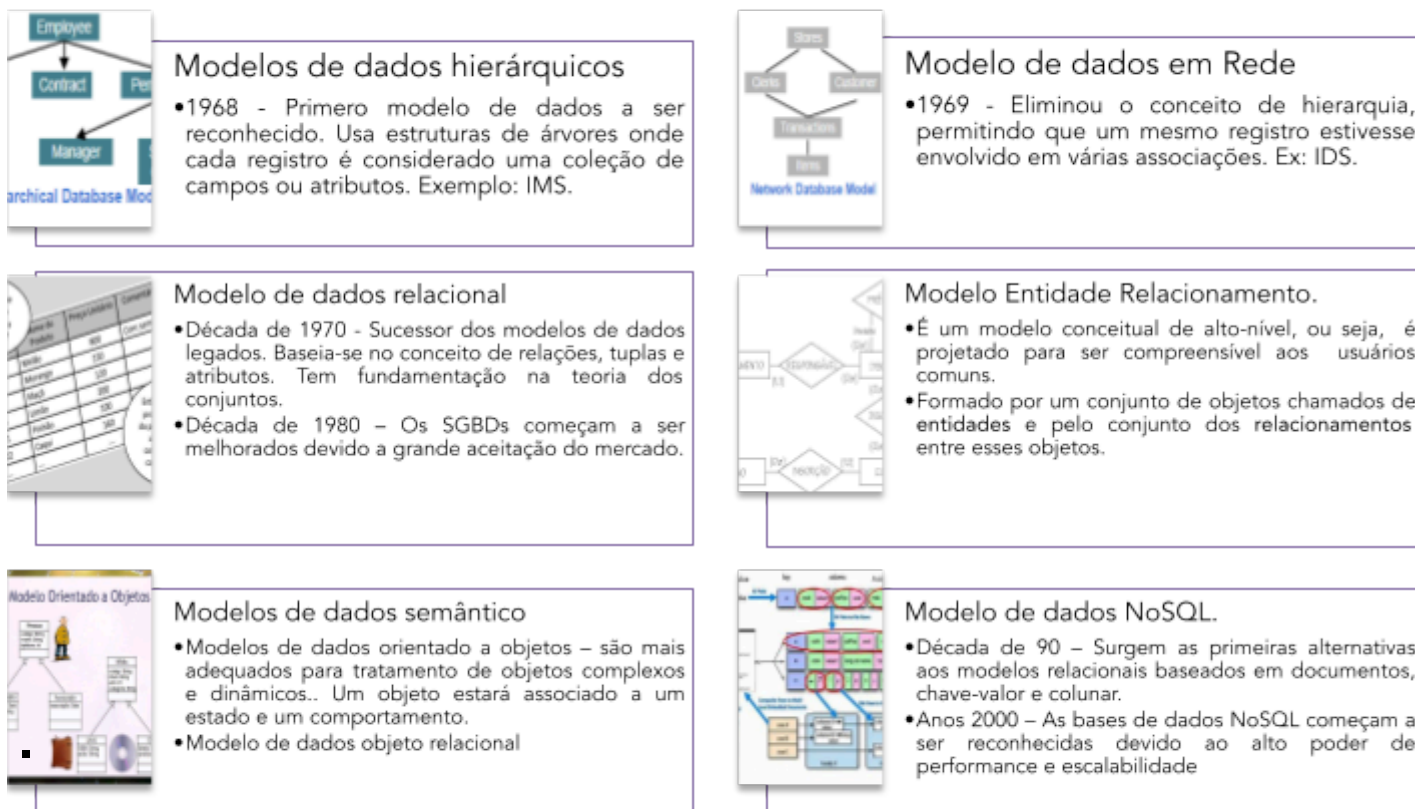 Employee
Contract
Per
Manager
archical Database Mod
Modelos de dados hierárquicos
•1968 - Primero modelo de dados a ser
reconhecido. Usa estruturas de árvores onde
cada registro é considerado uma coleção de
campos ou atributos. Exemplo: IMS.
Stores
Clerks
Customer
Transactions
Items
Network Database Model
Modelo de dados em Rede
•1969 - Eliminou o conceito de hierarquia,
permitindo que um mesmo registro estivesse
envolvido em várias associações. Ex: IDS.
Modelo de dados relacional
•Década de 1970 - Sucessor dos modelos de dados
legados. Baseia-se no conceito de relações, tuplas e
atributos. Tem fundamentação na teoria dos
conjuntos.
•Década de 1980 – Os SGBDs começam a ser
melhorados devido a grande aceitação do mercado.
Modelo Entidade Relacionamento.
•É um modelo conceitual de alto-nível, ou seja, é
projetado para ser compreensível aos usuários
comuns.
•Formado por um conjunto de objetos chamados de
entidades e pelo conjunto dos relacionamentos
entre esses objetos.
Modelo Orientado a Objetos
Modelos de dados semântico
•Modelos de dados orientado a objetos – são mais
adequados para tratamento de objetos complexos
e dinâmicos.. Um objeto estará associado a um
estado e um comportamento.
•Modelo de dados objeto relacional
Modelo de dados NoSQL.
•Década de 90 – Surgem as primeiras alternativas
aos modelos relacionais baseados em documentos,
chave-valor e colunar.
•Anos 2000 – As bases de dados NoSQL começam a
ser reconhecidas devido ao alto poder de
performance e escalabilidade